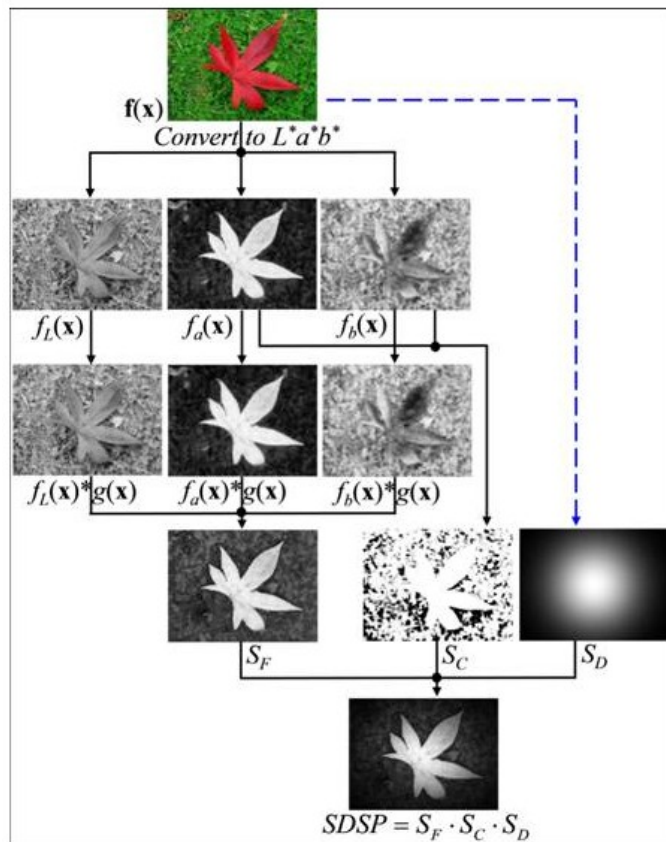 f(x)
Convert to L*a*b*
f_L(x) f_a(x) f_b(x)
f_L(x)*g(x) f_a(x)*g(x) f_b(x)*g(x)
S_F S_C S_D
SDSP = S_F · S_C · S_D